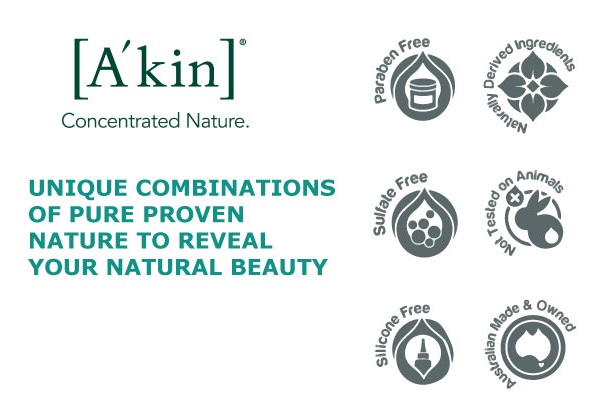 [A'kin]®
Concentrated Nature.
UNIQUE COMBINATIONS
OF PURE PROVEN
NATURE TO REVEAL
YOUR NATURAL BEAUTY
Paraben Free
Naturally Derived Ingredients
Sulfate Free
Not Tested on Animals
Silicone Free
Australian Made & Owned